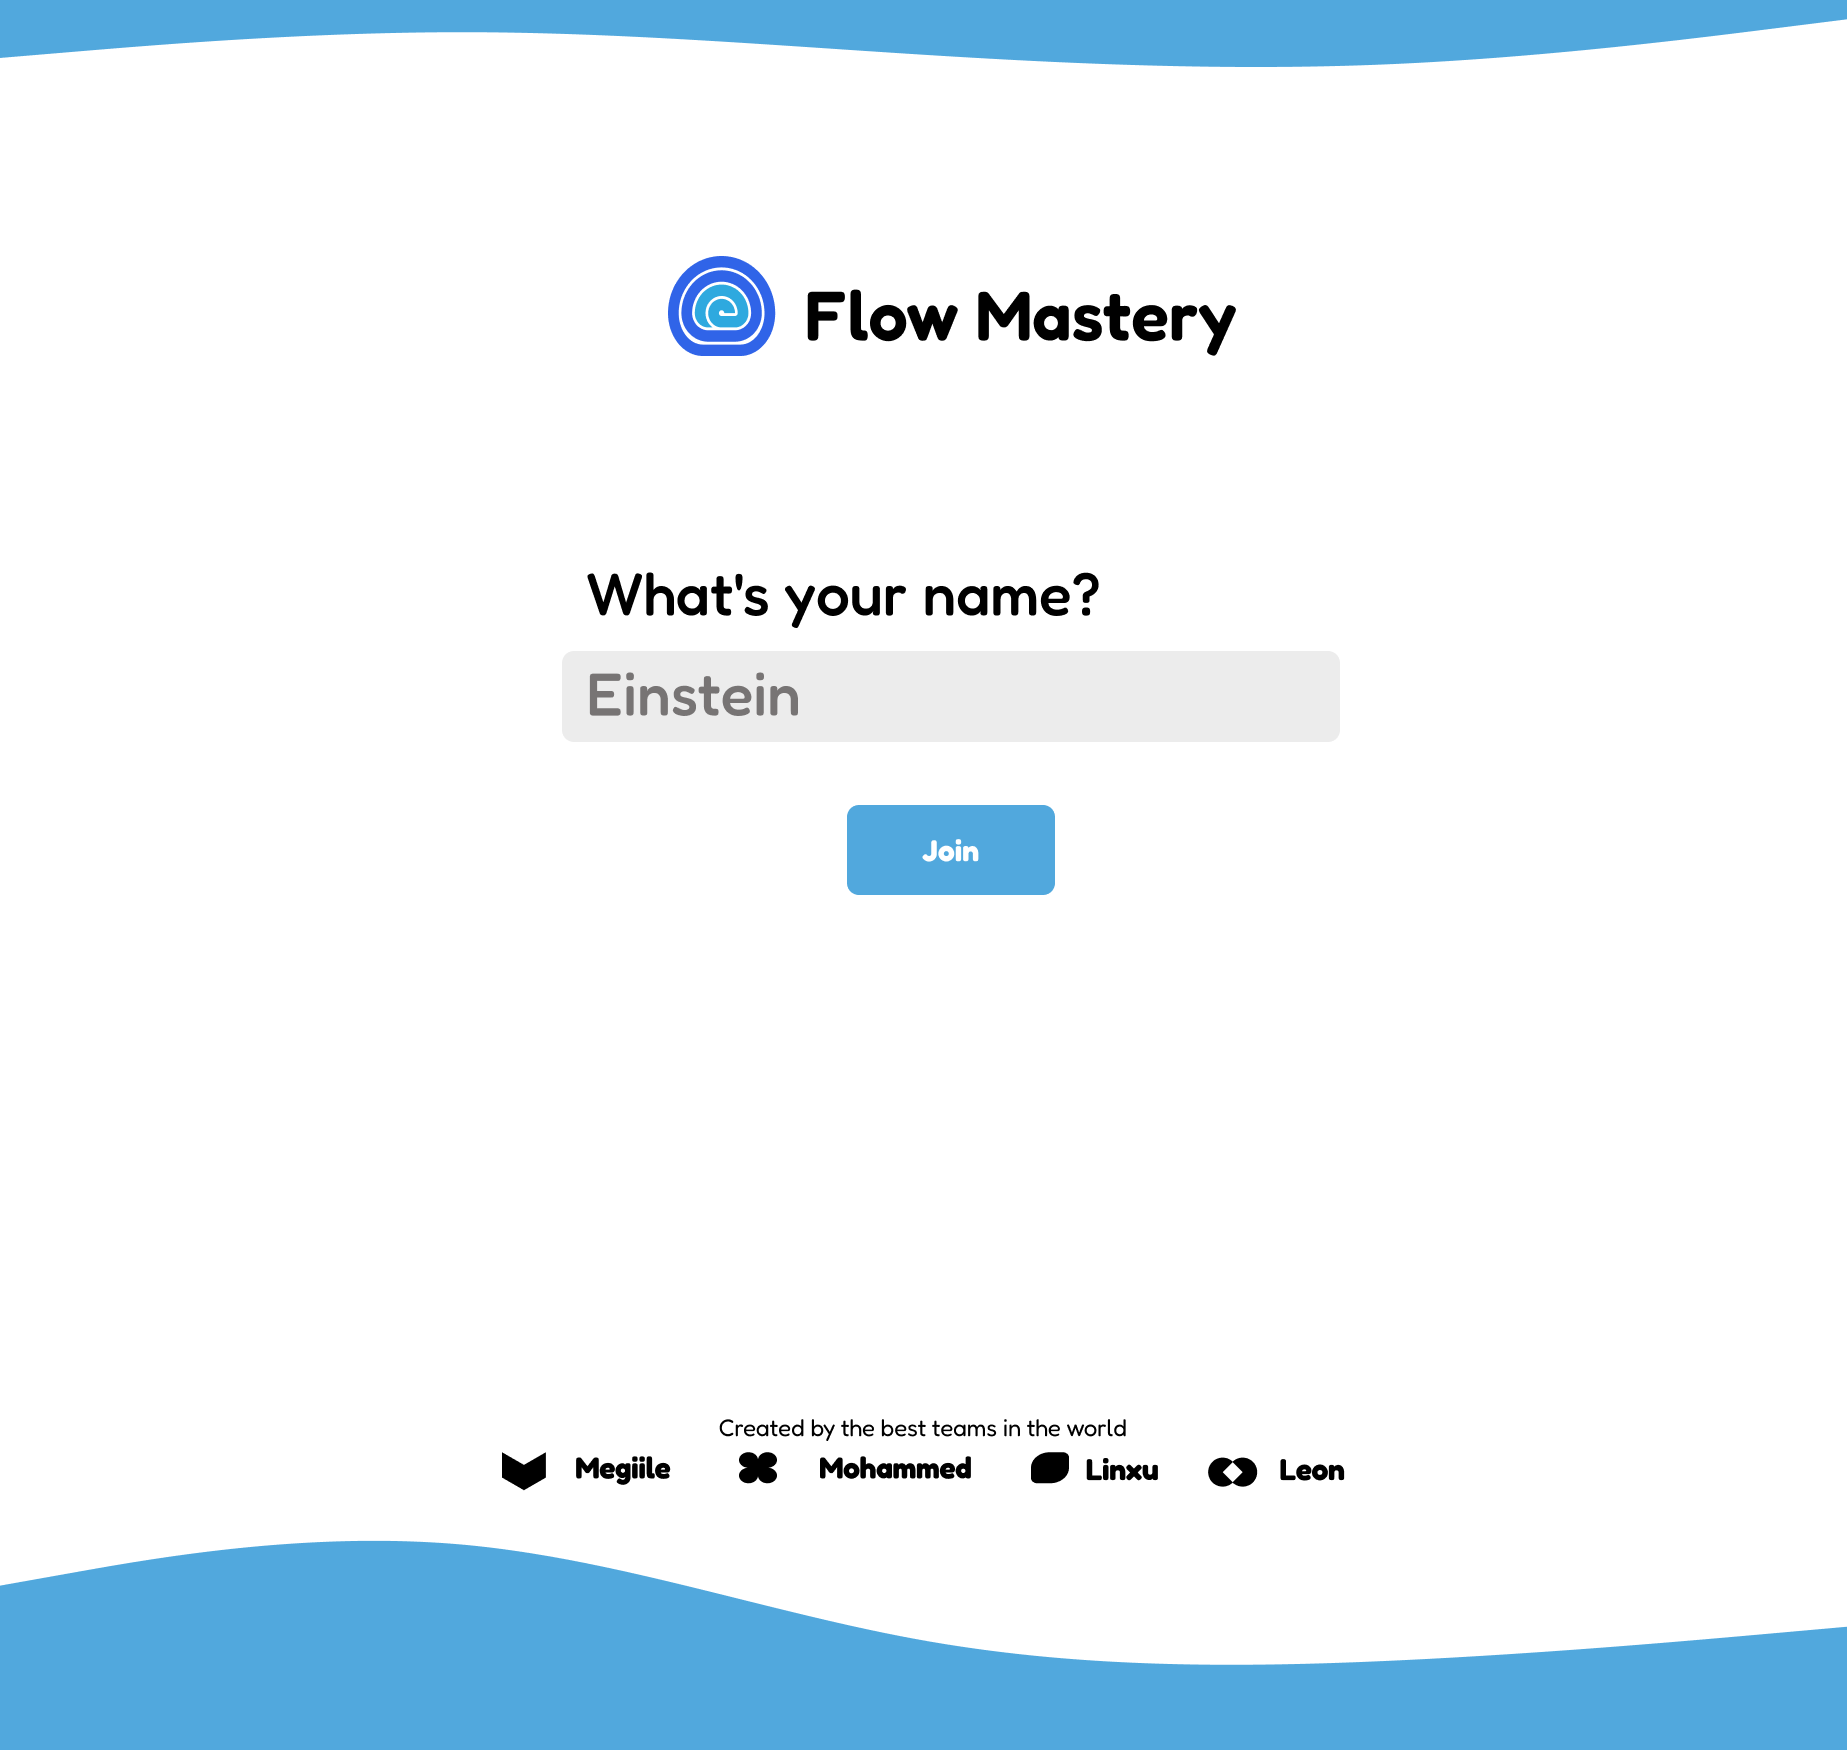 Flow Mastery
What's your name?
Einstein
Join
Created by the best teams in the world
Megiile Mohammed Linxu Leon